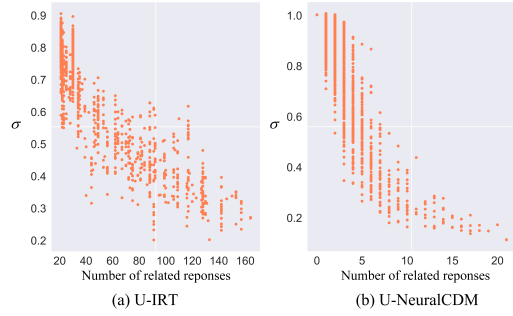 0.9
0.8
0.7
0.6
0.5
0.4
0.3
0.2
σ
20 40 60 80 100 120 140 160
Number of related reponses
(a) U-IRT
1.0
0.8
0.6
0.4
0.2
σ
0 5 10 15 20
Number of related reponses
(b) U-NeuralCDM